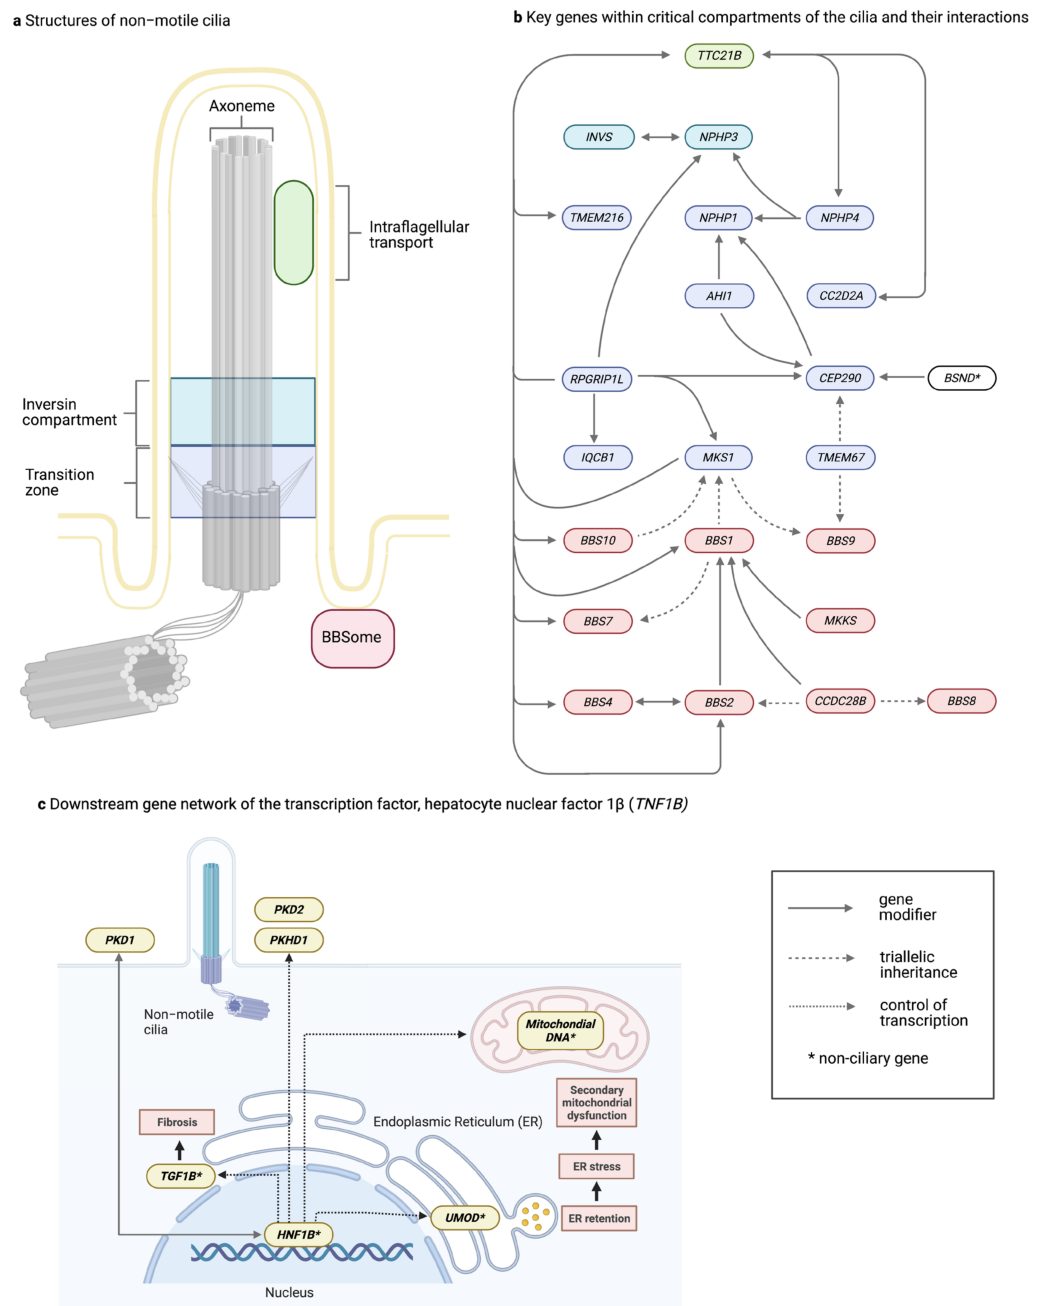 a Structures of non-motile cilia
Axoneme
Intraflagellular
transport
Inversin
compartment
Transition
zone
BBSome
b Key genes within critical compartments of the cilia and their interactions
TTC21B
INVS
NPHP3
TMEM216
NPHP1
NPHP4
AHI1
CC2D2A
RPGRIP1L
CEP290
BSND*
IQCB1
MKS1
TMEM67
BBS10
BBS1
BBS9
BBS7
MKKS
BBS4
BBS2
CCDC28B
BBS8
c Downstream gene network of the transcription factor, hepatocyte nuclear factor 1β (TNF1B)
PKD1
PKD2
PKHD1
Non-motile
cilia
Mitochondial
DNA*
Secondary
mitochondrial
dysfunction
Fibrosis
Endoplasmic Reticulum (ER)
ER stress
TGF1B*
UMOD*
ER retention
HNF1B*
Nucleus
gene
modifier
triallelic
inheritance
control of
transcription
* non-ciliary gene